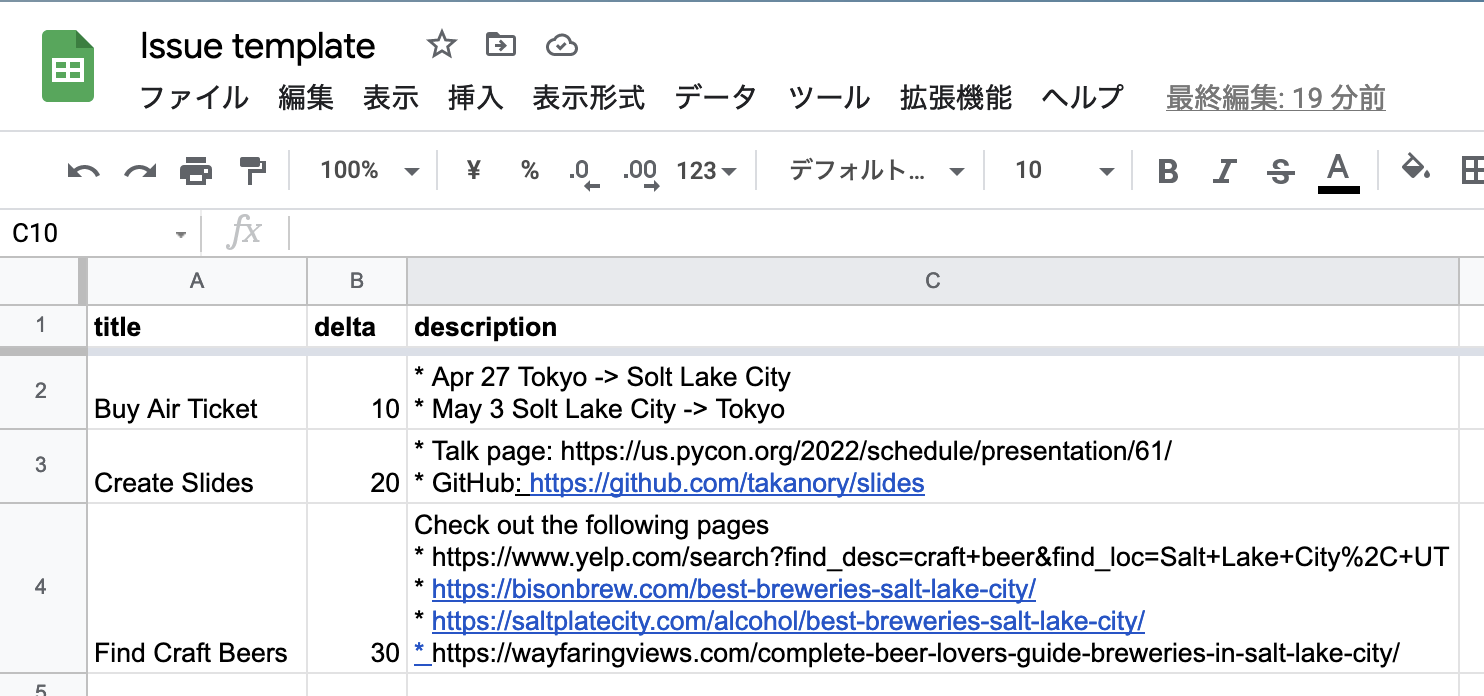 Issue template
ファイル 編集 表示 挿入 表示形式 データ ツール 拡張機能 ヘルプ 最終編集: 19 分前
100% ¥ % .0 .00 123 デフォルト... 10 B I S A
C10 fx
A B C
1 title delta description
2 Buy Air Ticket 10 * Apr 27 Tokyo -> Solt Lake City
* May 3 Solt Lake City -> Tokyo
3 Create Slides 20 * Talk page: https://us.pycon.org/2022/schedule/presentation/61/
* GitHub: https://github.com/takanory/slides
4 Find Craft Beers 30 Check out the following pages
* https://www.yelp.com/search?find_desc=craft+beer&find_loc=Salt+Lake+City%2C+UT
* https://bisonbrew.com/best-breweries-salt-lake-city/
* https://saltplatecity.com/alcohol/best-breweries-salt-lake-city/
* https://wayfaringviews.com/complete-beer-lovers-guide-breweries-in-salt-lake-city/
5